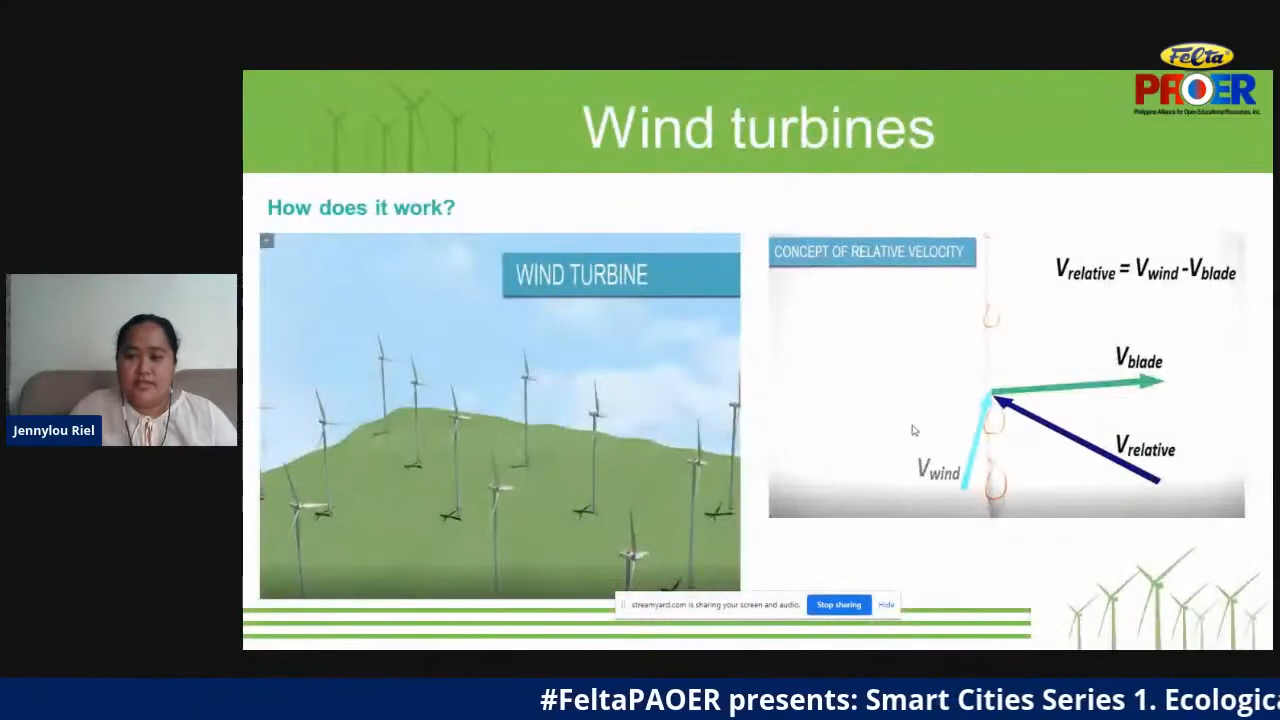 Felta
PAOER
Philippine Alliance for Open Educational Resources, Inc.
Wind turbines
How does it work?
WIND TURBINE
CONCEPT OF RELATIVE VELOCITY
Vrelative = Vwind -Vblade
Vblade
Vrelative
Vwind
Jennylou Riel
streamyard.com is sharing your screen and audio.
Stop sharing
Hide
#FeltaPAOER presents: Smart Cities Series 1. Ecologica